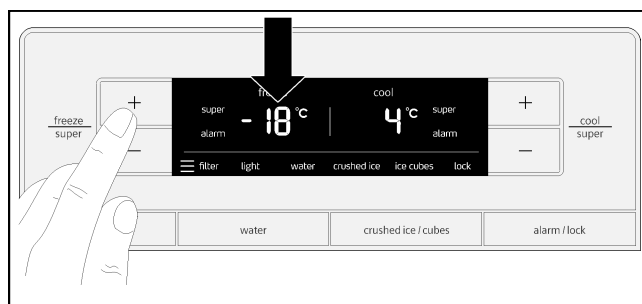 cool
super -18 °C 4 °C super
alarm alarm
filter light water crushed ice ice cubes lock
+ +
freeze
super
− −
cool
super
water crushed ice / cubes alarm / lock